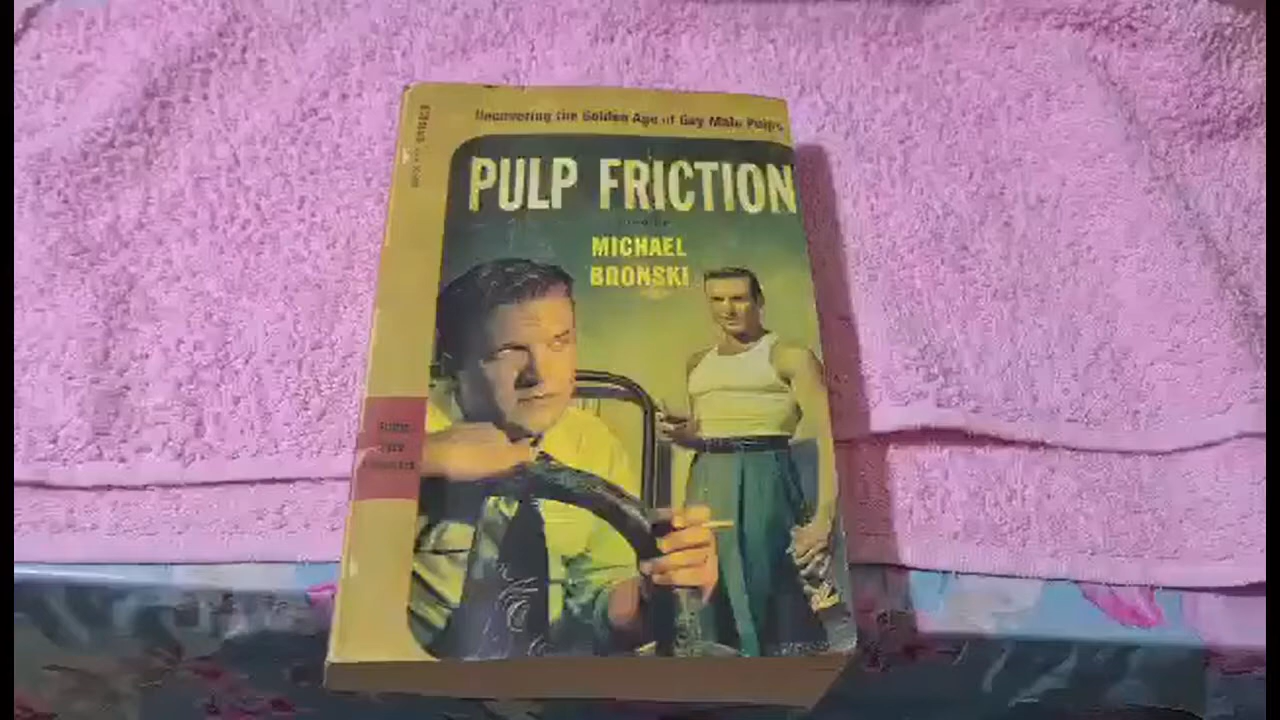 Uncovering the Golden Age of Gay Male Pulps
PULP FRICTION
MICHAEL
BRONSKI